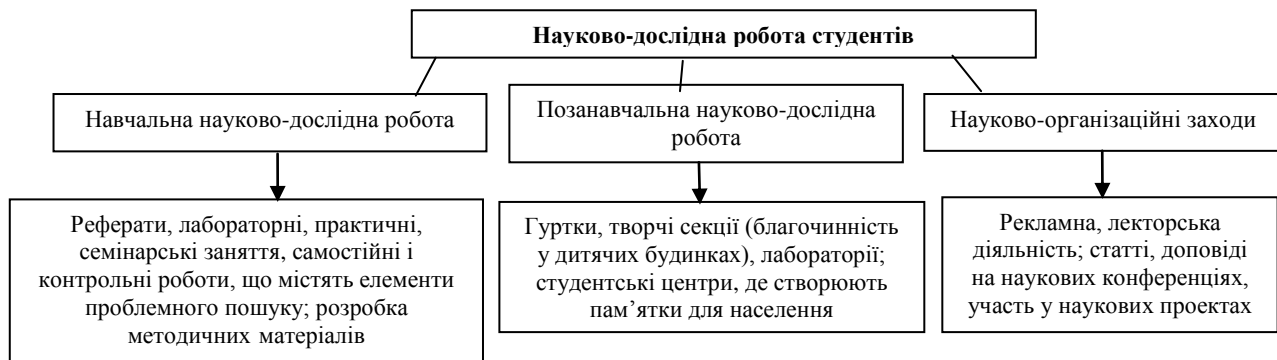 Науково-дослідна робота студентів
Навчальна науково-дослідна робота
Позанавчальна науково-дослідна
робота
Науково-організаційні заходи
Реферати, лабораторні, практичні,
семінарські заняття, самостійні і
контрольні роботи, що містять елементи
проблемного пошуку; розробка
методичних матеріалів
Гуртки, творчі секції (благочинність
у дитячих будинках), лабораторії;
студентські центри, де створюють
пам’ятки для населення
Рекламна, лекторська
діяльність; статті, доповіді
на наукових конференціях,
участь у наукових проектах